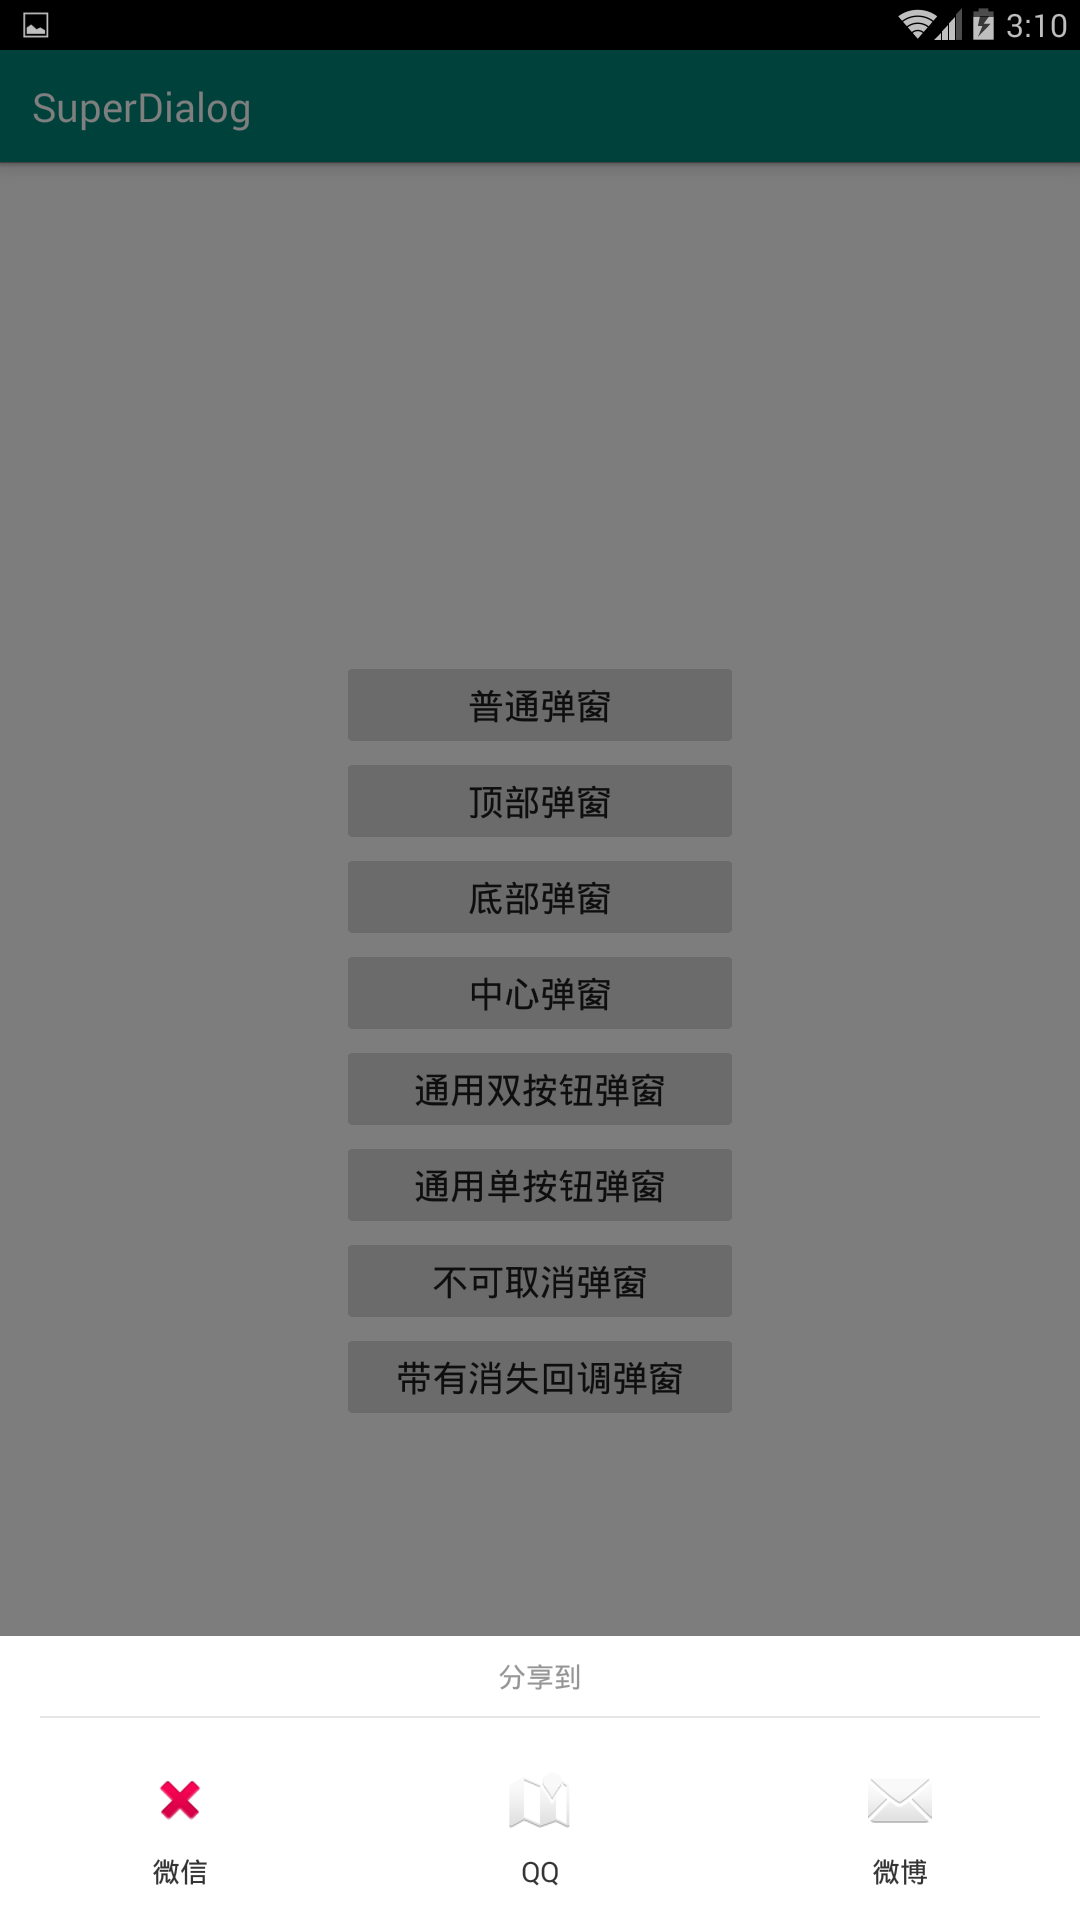 3:10
SuperDialog
普通弹窗
顶部弹窗
底部弹窗
中心弹窗
通用双按钮弹窗
通用单按钮弹窗
不可取消弹窗
带有消失回调弹窗
分享到
微信 QQ 微博